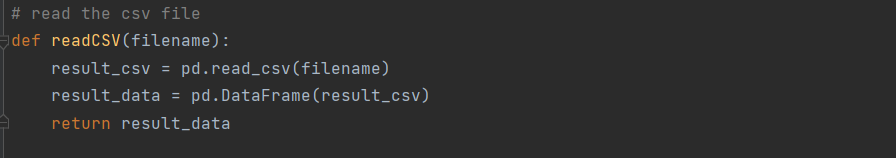 # read the csv file
def readCSV(filename):
    result_csv = pd.read_csv(filename)
    result_data = pd.DataFrame(result_csv)
    return result_data